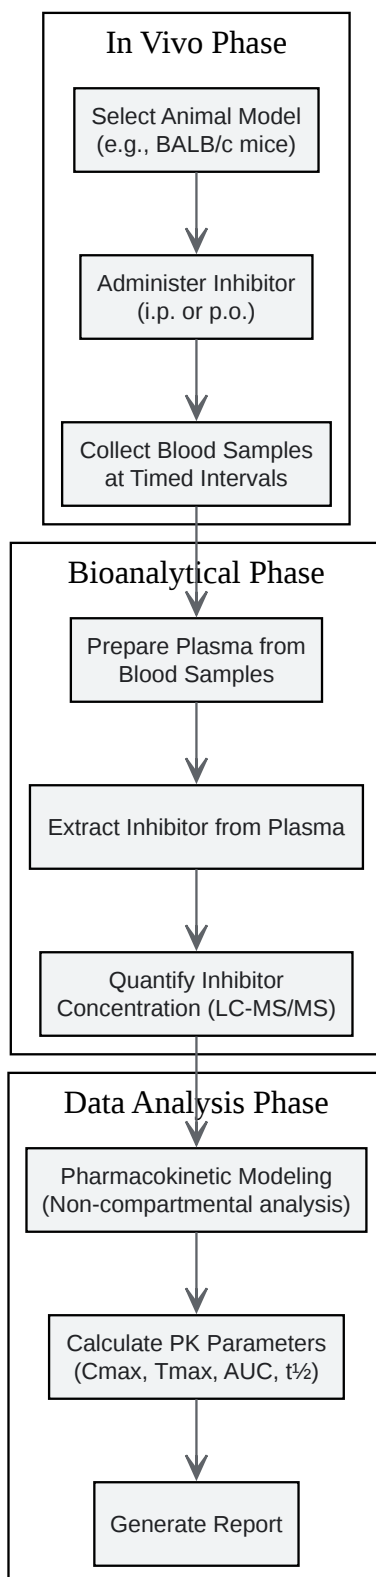 In Vivo Phase
Select Animal Model
(e.g., BALB/c mice)
Administer Inhibitor
(i.p. or p.o.)
Collect Blood Samples
at Timed Intervals
Bioanalytical Phase
Prepare Plasma from
Blood Samples
Extract Inhibitor from Plasma
Quantify Inhibitor
Concentration (LC-MS/MS)
Data Analysis Phase
Pharmacokinetic Modeling
(Non-compartmental analysis)
Calculate PK Parameters
(Cmax, Tmax, AUC, t½)
Generate Report